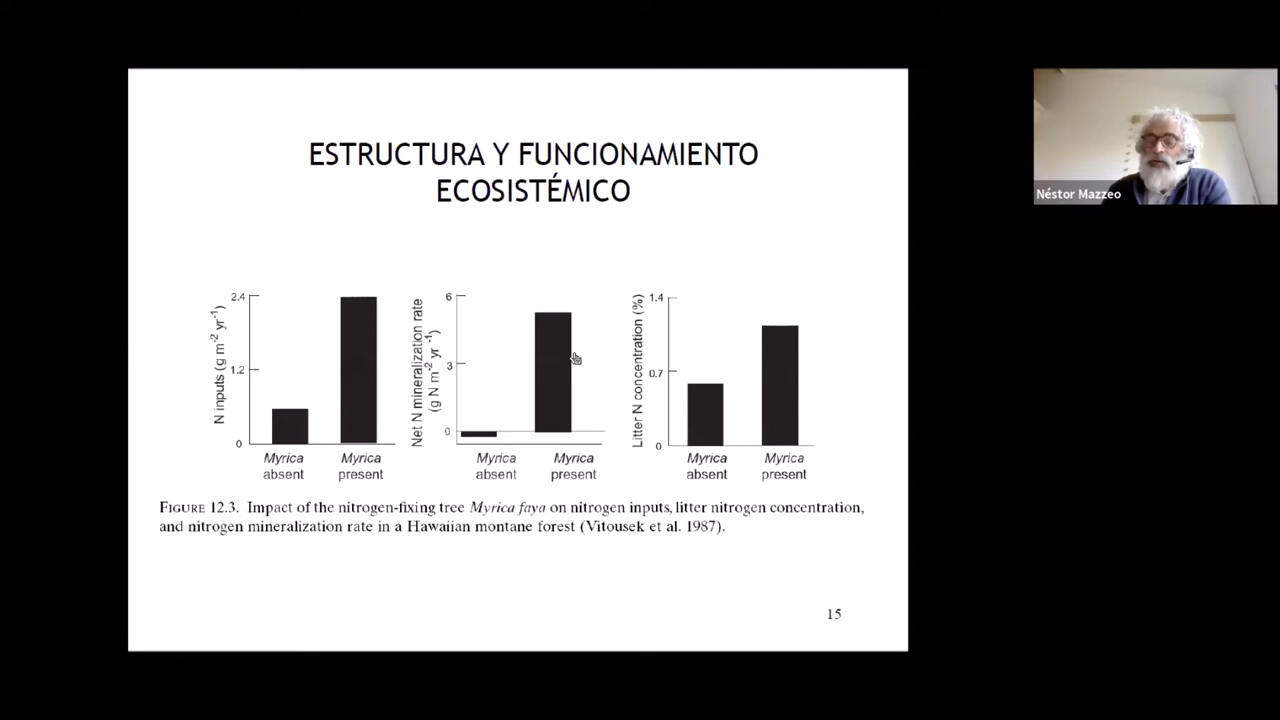 ESTRUCTURA Y FUNCIONAMIENTO
ECOSISTÉMICO
Néstor Mazzeo
N inputs (g m⁻² yr⁻¹)
2.4
1.2
0
Myrica absent
Myrica present
Net N mineralization rate
(g N m⁻² yr⁻¹)
6
3
0
Myrica absent
Myrica present
Litter N concentration (%)
1.4
0.7
0
Myrica absent
Myrica present
FIGURE 12.3. Impact of the nitrogen-fixing tree Myrica faya on nitrogen inputs, litter nitrogen concentration,
and nitrogen mineralization rate in a Hawaiian montane forest (Vitousek et al. 1987).
15